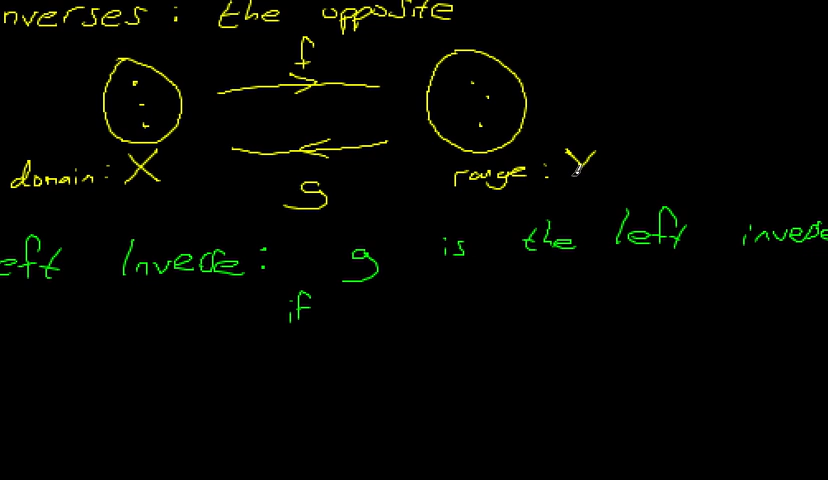 nverses : the opposite
f
domain : X
range : Y
g
eft Inverse : g is the left inverse
if